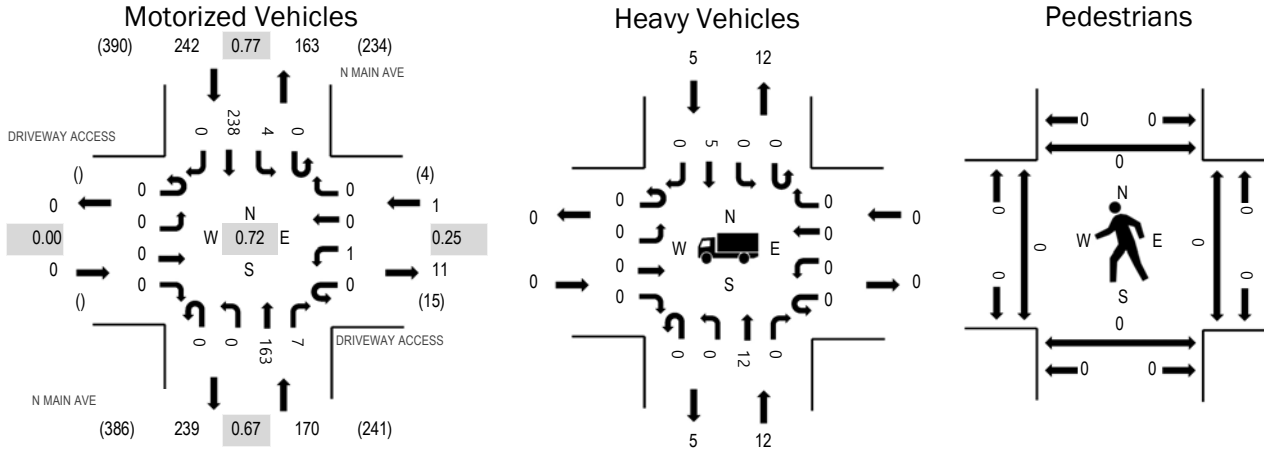 Motorized Vehicles
(390) 242 0.77 163 (234)
N MAIN AVE
DRIVEWAY ACCESS
0 238 4 0
() 0 0 (4)
0 0 0 1
0.00 W 0.72 E 0.25
N
S
0 0 1 11
() 0 0 (15)
0 0 163 7
DRIVEWAY ACCESS
N MAIN AVE
(386) 239 0.67 170 (241)
Heavy Vehicles
5 12
0 5 0 0
0 0
0 0 0 0
N
W E
S
0 0 0 0
0 0
0 0 12 0
5 12
Pedestrians
0 0
0
N
0 0
W E
0 0
0 0
S
0
0 0